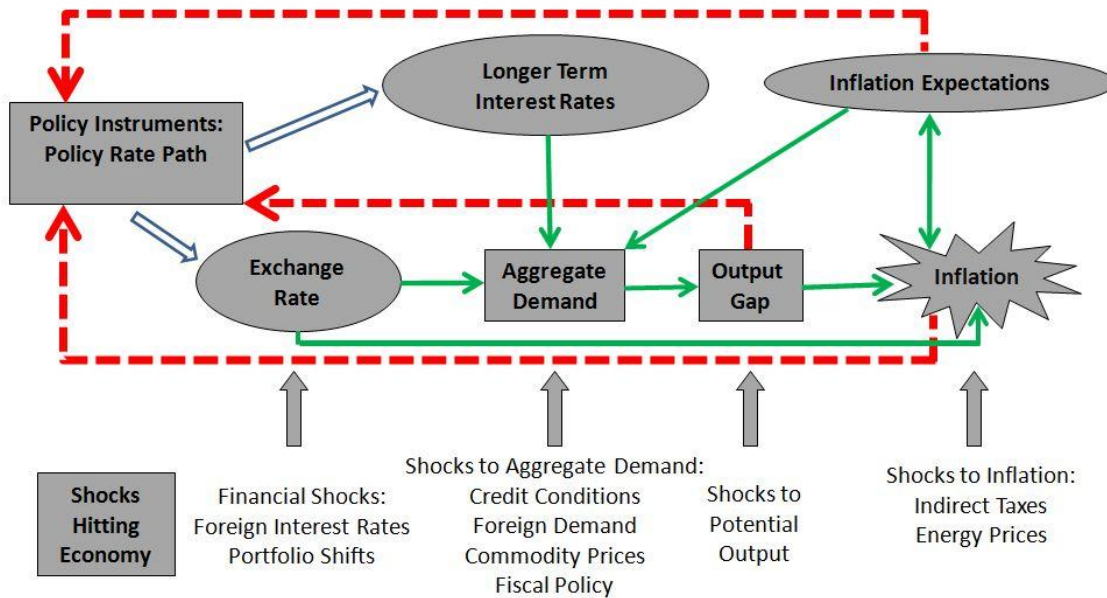 Longer Term
Interest Rates
Inflation Expectations
Policy Instruments:
Policy Rate Path
Exchange
Rate
Aggregate
Demand
Output
Gap
Inflation
Shocks
Hitting
Economy
Financial Shocks:
Foreign Interest Rates
Portfolio Shifts
Shocks to Aggregate Demand:
Credit Conditions
Foreign Demand
Commodity Prices
Fiscal Policy
Shocks to
Potential
Output
Shocks to Inflation:
Indirect Taxes
Energy Prices